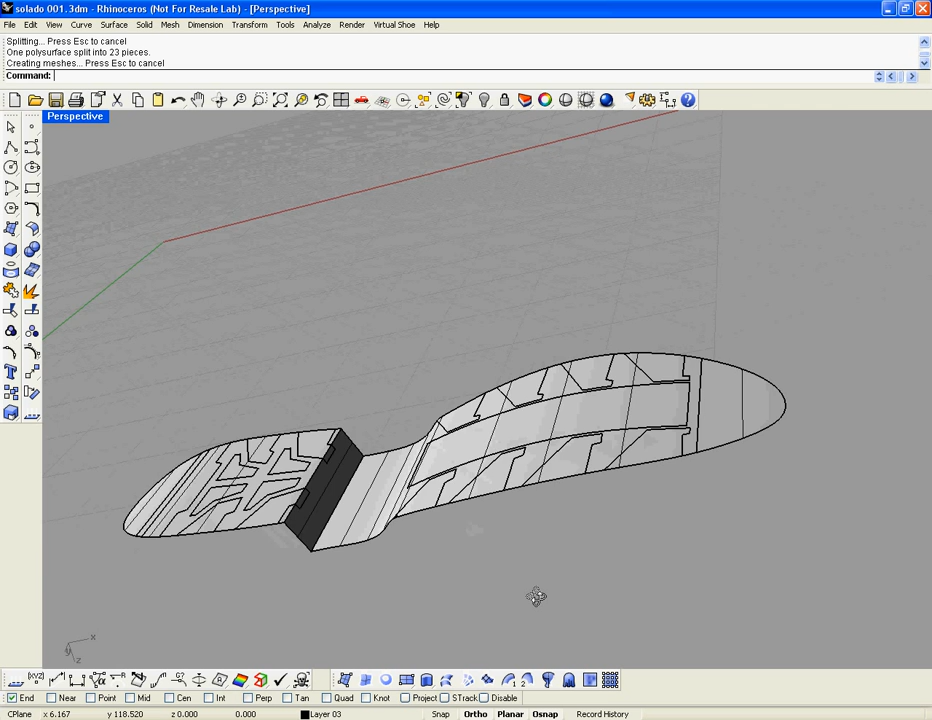 solado 001.3dm - Rhinoceros (Not For Resale Lab) - [Perspective]
File Edit View Curve Surface Solid Mesh Dimension Transform Tools Analyze Render Virtual Shoe Help
Splitting... Press Esc to cancel
One polysurface split into 23 pieces.
Creating meshes... Press Esc to cancel
Command:
Perspective
x
y
z
End Near Point Mid Cen Int Perp Tan Quad Knot Project STrack Disable
CPlane x 6.167 y 118.520 z 0.000 0.000 Layer 03 Snap Ortho Planar Osnap Record History